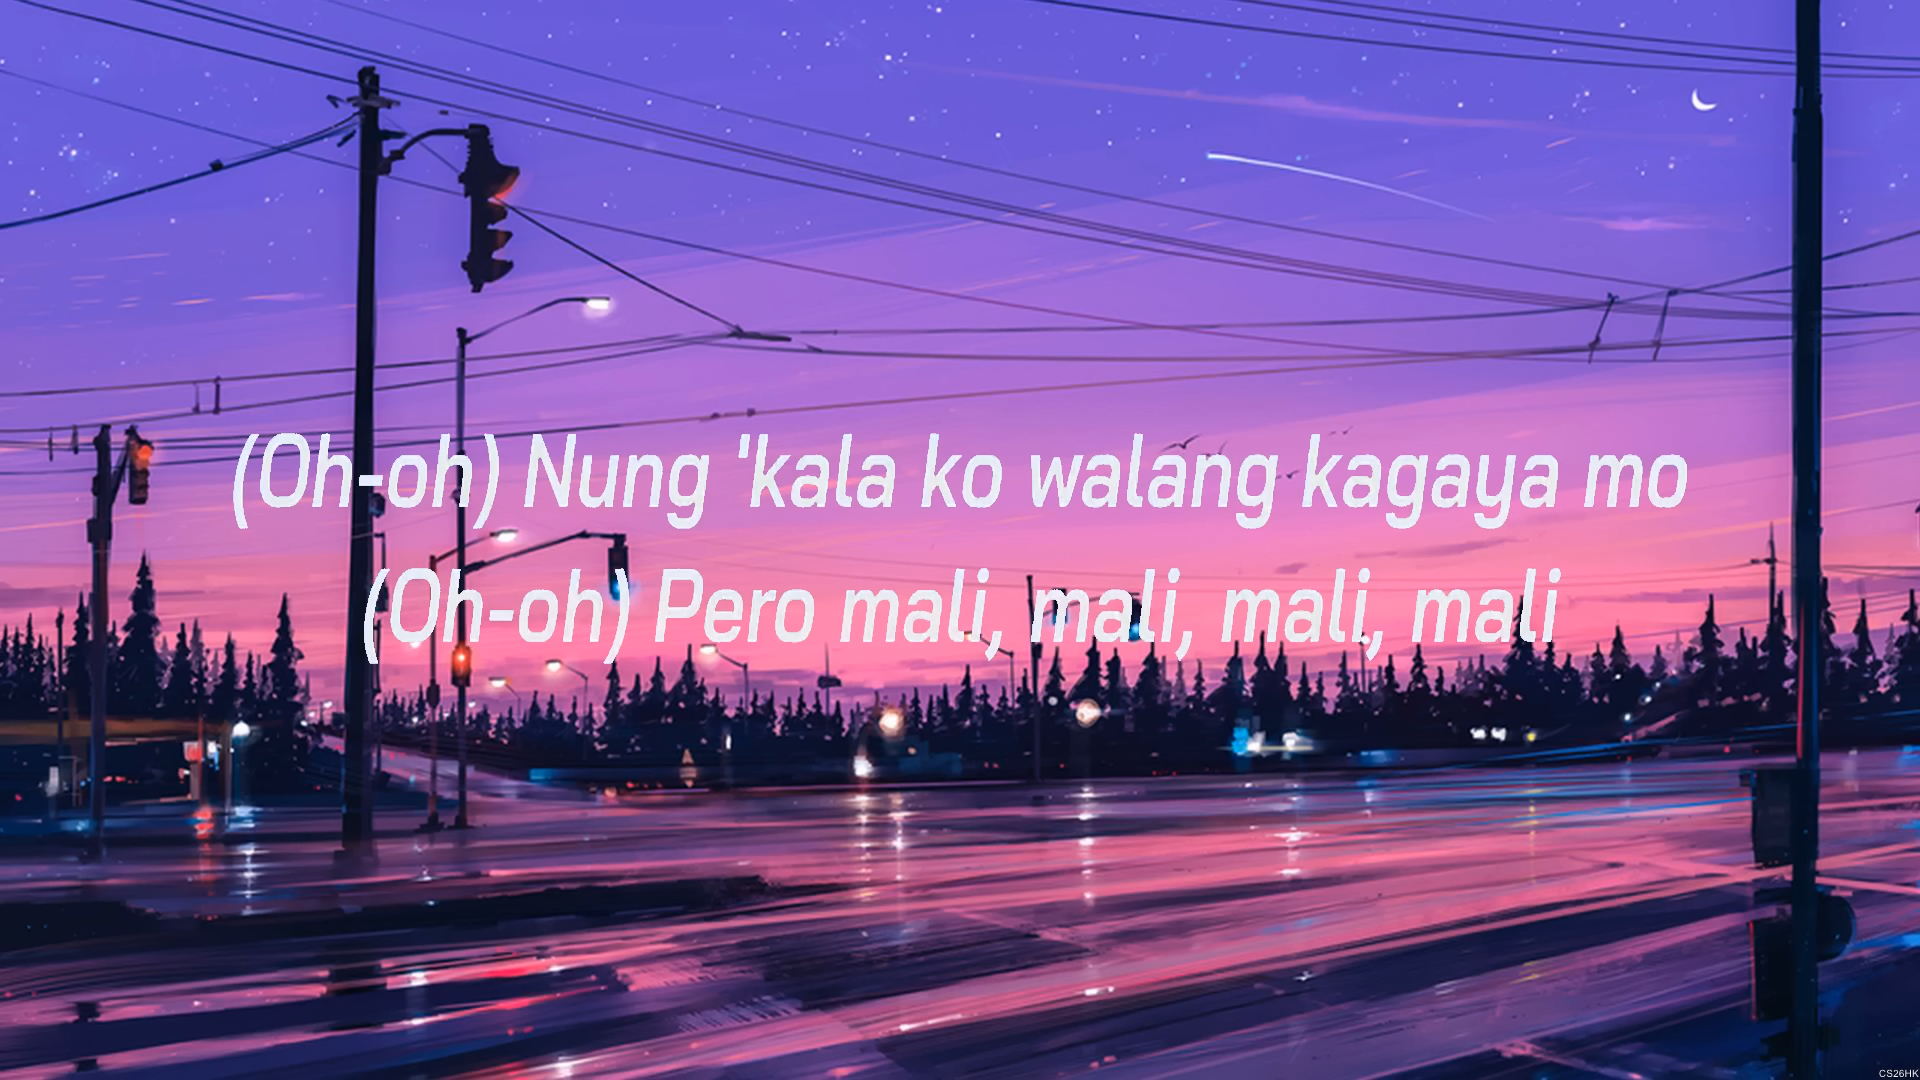 (Oh-oh) Nung 'kala ko walang kagaya mo
(Oh-oh) Pero mali, mali, mali, mali
CS26HK